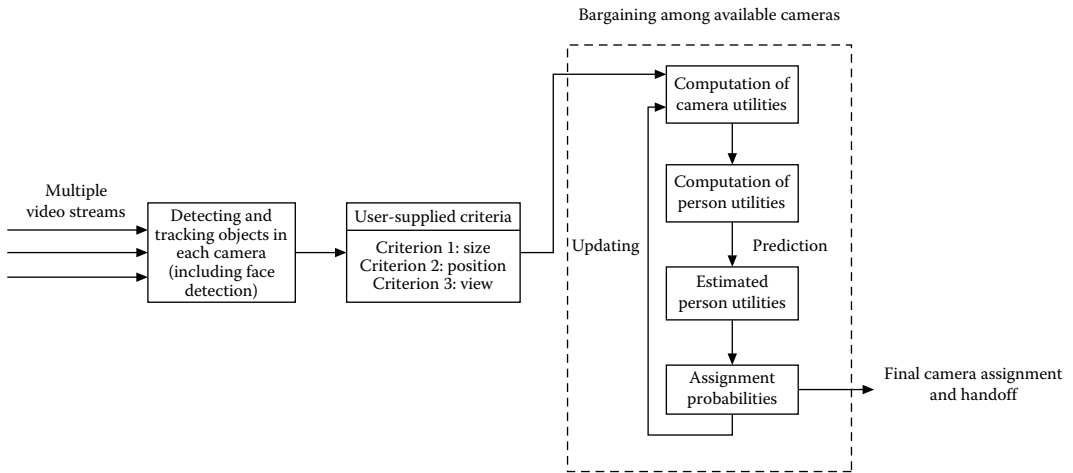 Bargaining among available cameras
Multiple
video streams
Detecting and
tracking objects in
each camera
(including face
detection)
User-supplied criteria
Criterion 1: size
Criterion 2: position
Criterion 3: view
Computation of
camera utilities
Computation of
person utilities
Updating
Prediction
Estimated
person utilities
Assignment
probabilities
Final camera assignment
and handoff